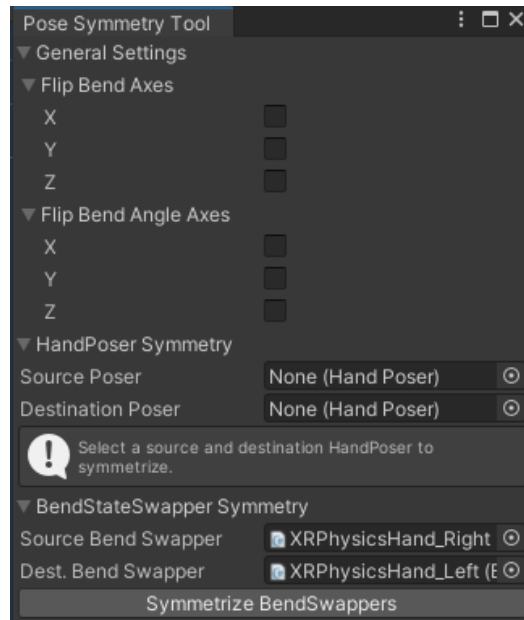 Pose Symmetry Tool
General Settings
Flip Bend Axes
X
Y
Z
Flip Bend Angle Axes
X
Y
Z
HandPoser Symmetry
Source Poser None (Hand Poser)
Destination Poser None (Hand Poser)
Select a source and destination HandPoser to
symmetrize.
BendStateSwapper Symmetry
Source Bend Swapper XRPhysicsHand_Right
Dest. Bend Swapper XRPhysicsHand_Left (E
Symmetrize BendSwappers